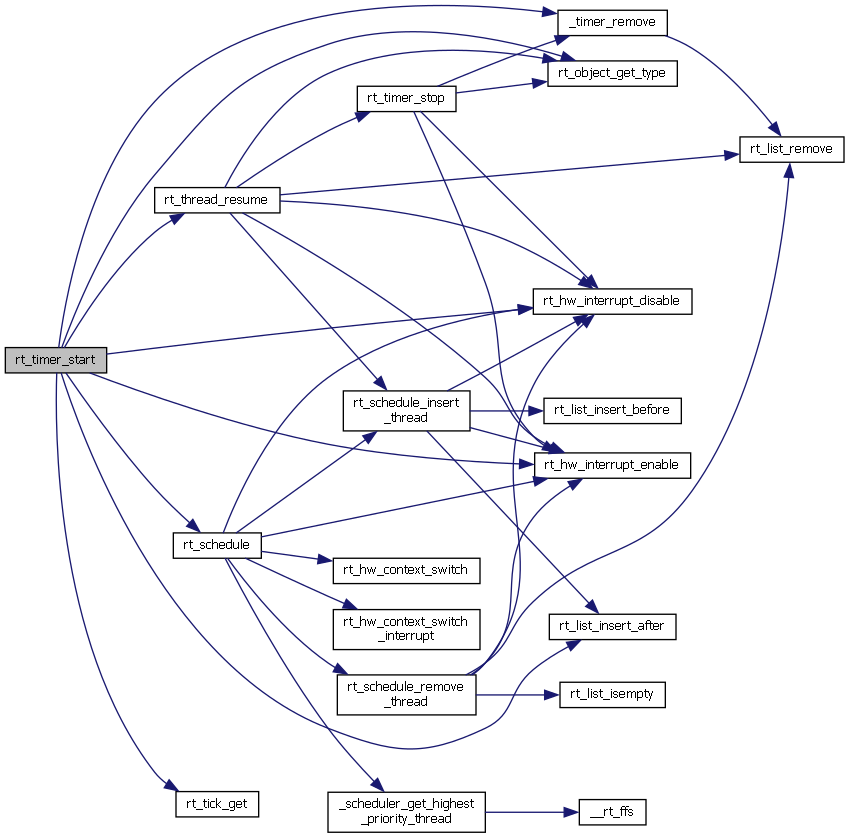 _timer_remove
rt_object_get_type
rt_timer_stop
rt_list_remove
rt_thread_resume
rt_hw_interrupt_disable
rt_timer_start
rt_schedule_insert
_thread
rt_list_insert_before
rt_hw_interrupt_enable
rt_schedule
rt_hw_context_switch
rt_hw_context_switch
_interrupt
rt_list_insert_after
rt_schedule_remove
_thread
rt_list_isempty
rt_tick_get
_scheduler_get_highest
_priority_thread
__rt_ffs